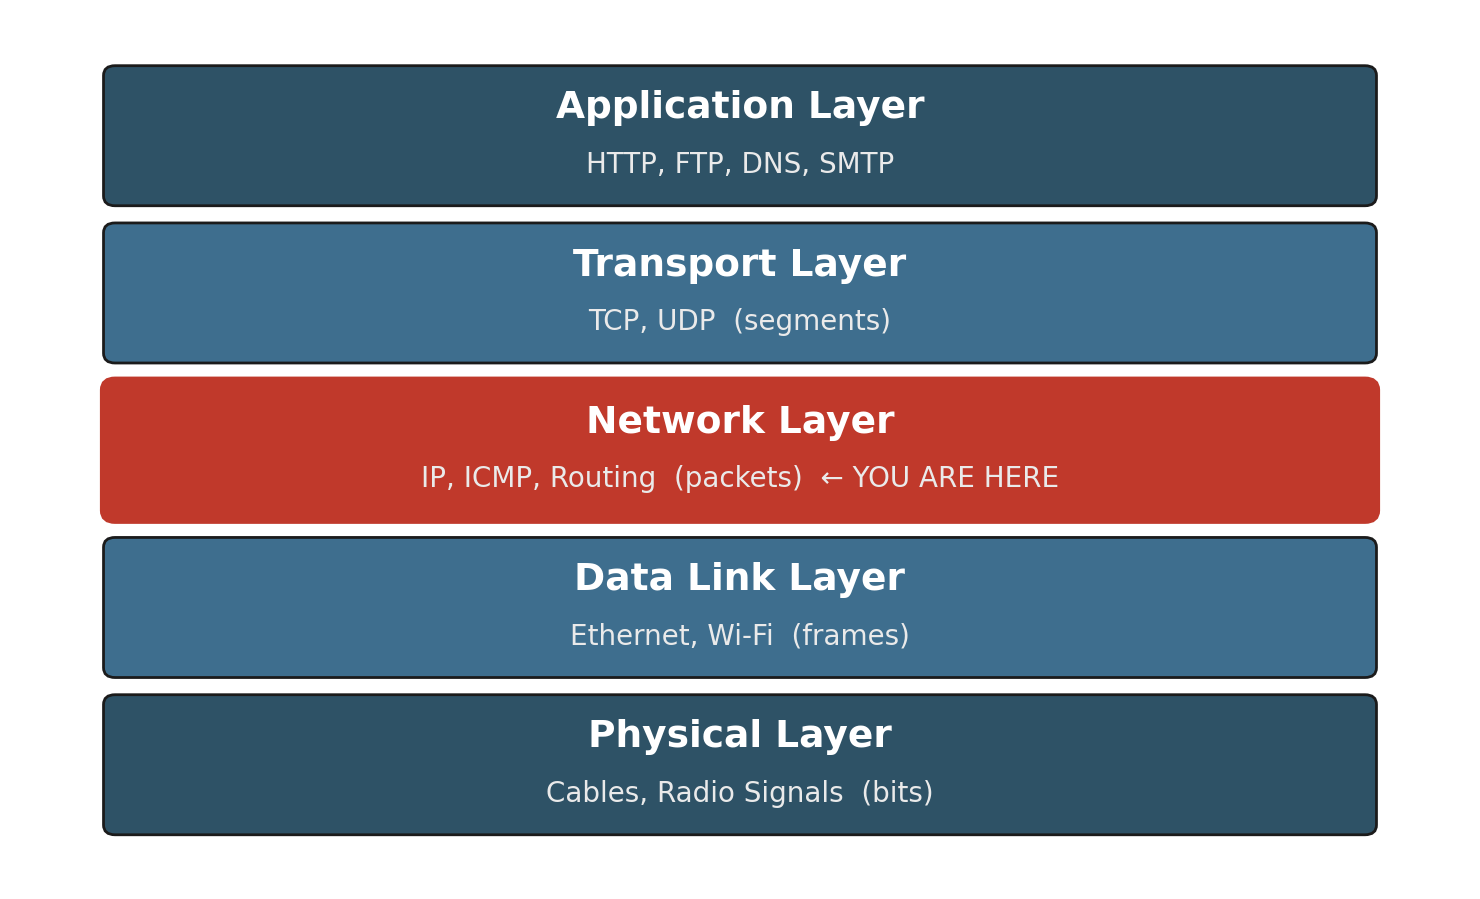 Application Layer
HTTP, FTP, DNS, SMTP
Transport Layer
TCP, UDP (segments)
Network Layer
IP, ICMP, Routing (packets) ← YOU ARE HERE
Data Link Layer
Ethernet, Wi-Fi (frames)
Physical Layer
Cables, Radio Signals (bits)